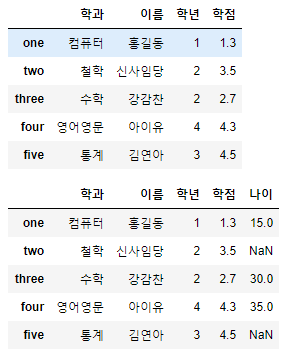 학과 이름 학년 학점
one 컴퓨터 홍길동 1 1.3
two 철학 신사임당 2 3.5
three 수학 강감찬 2 2.7
four 영어영문 아이유 4 4.3
five 통계 김연아 3 4.5
학과 이름 학년 학점 나이
one 컴퓨터 홍길동 1 1.3 15.0
two 철학 신사임당 2 3.5 NaN
three 수학 강감찬 2 2.7 30.0
four 영어영문 아이유 4 4.3 35.0
five 통계 김연아 3 4.5 NaN